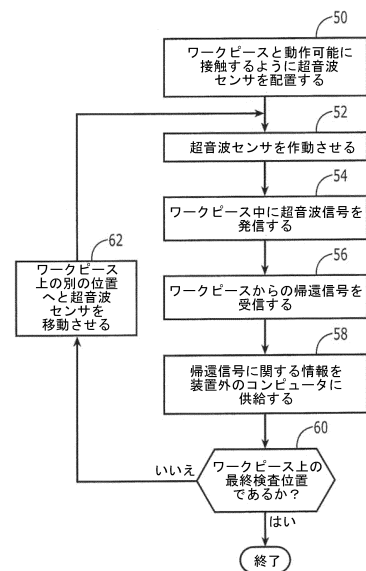 50
ワークピースと動作可能に
接触するように超音波
センサを配置する
52
超音波センサを作動させる
54
ワークピース中に超音波信号を
発信する
56
ワークピースからの帰還信号を
受信する
58
帰還信号に関する情報を
装置外のコンピュータに
供給する
60
ワークピース上の
最終検査位置
であるか？
いいえ
62
ワークピース
上の別の位置
へと超音波
センサを
移動させる
はい
終了